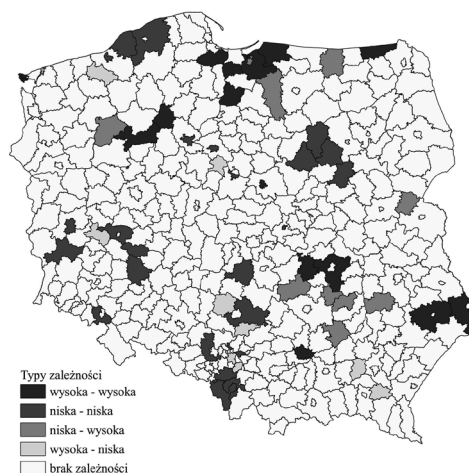 Typy zależności
wysoka - wysoka
niska - niska
niska - wysoka
wysoka - niska
brak zależności